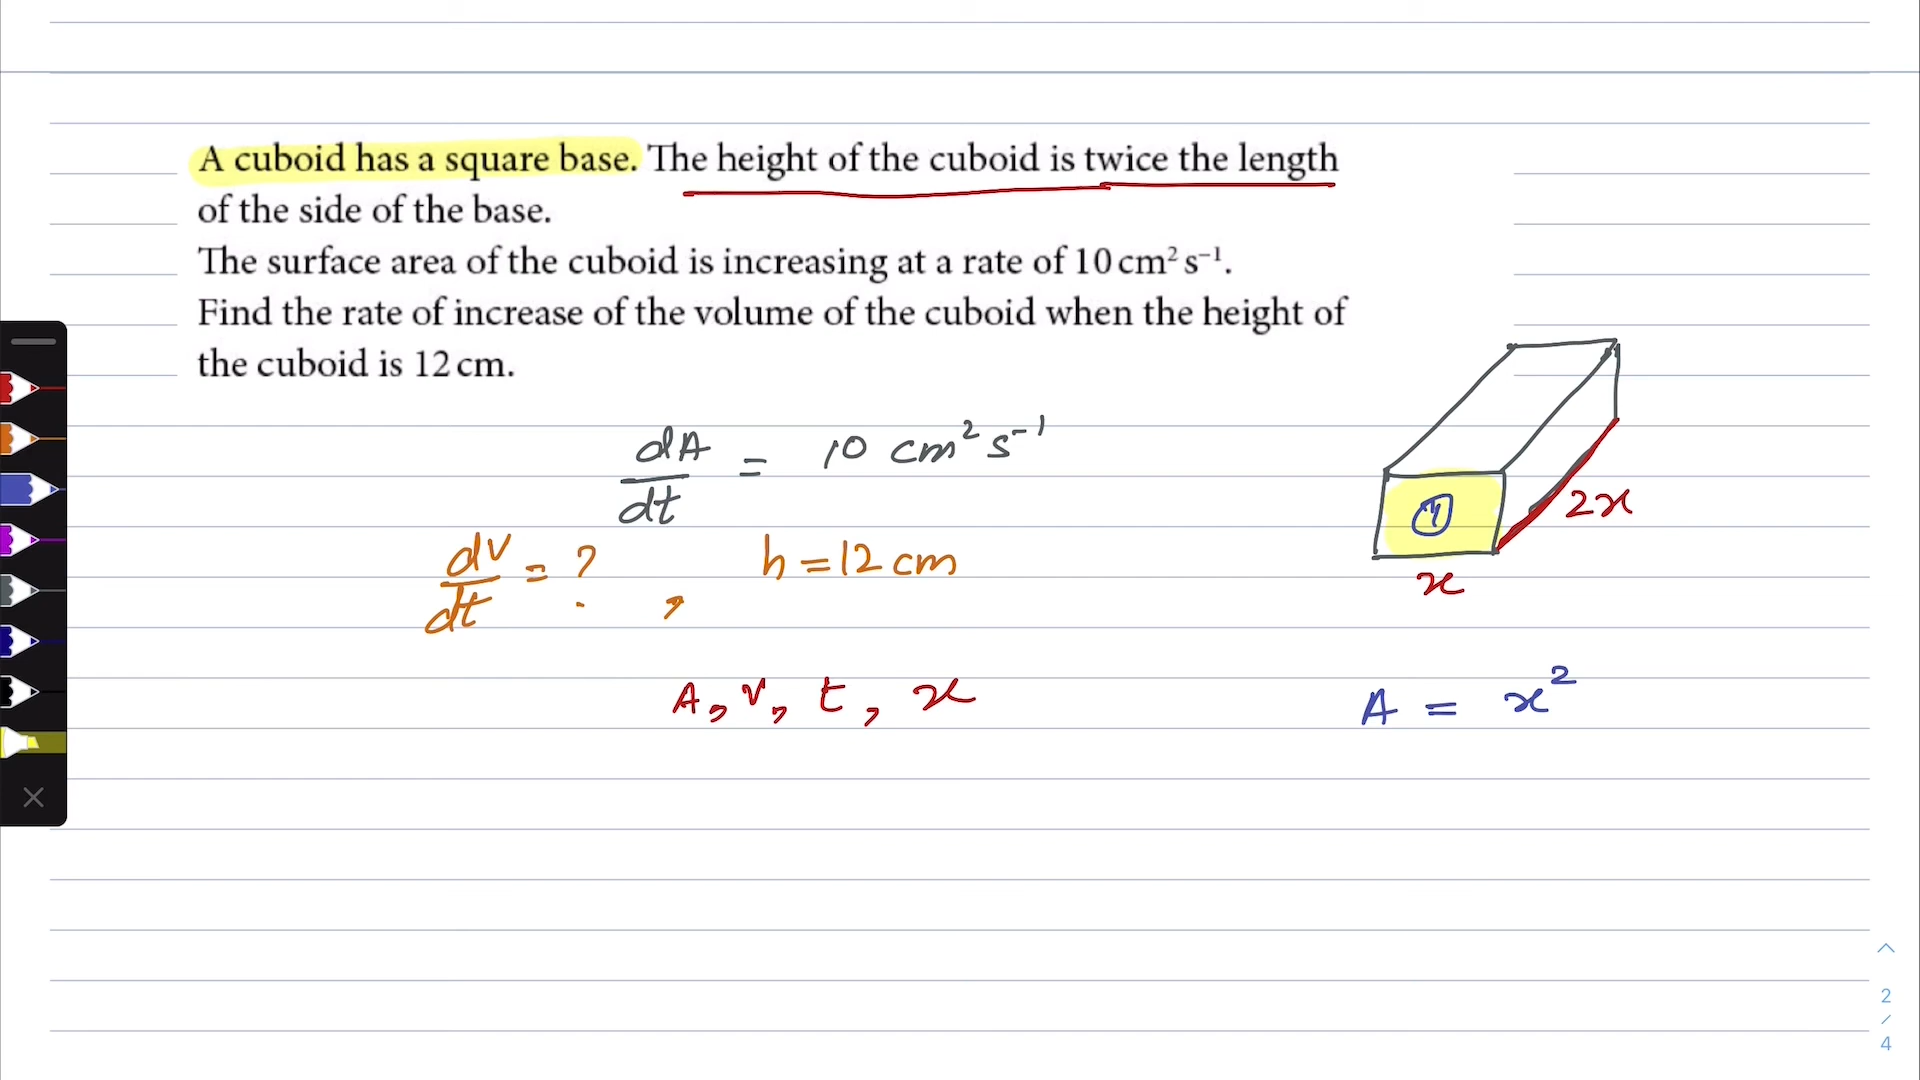 A cuboid has a square base. The height of the cuboid is twice the length
of the side of the base.
The surface area of the cuboid is increasing at a rate of 10 cm² s⁻¹.
Find the rate of increase of the volume of the cuboid when the height of
the cuboid is 12 cm.
dA/dt = 10 cm² s⁻¹
dV/dt = ? , h = 12 cm
2x
x
A, V, t, x
A = x²
2
/
4